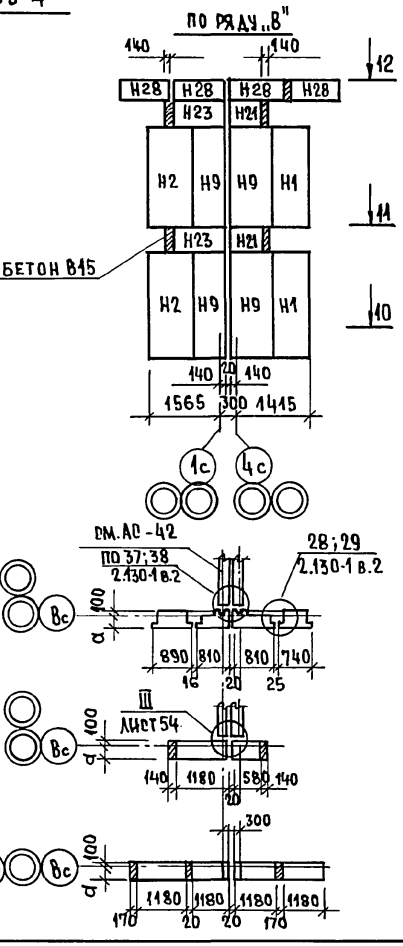 ПО РЯДУ „В"
140 140
12
Н28 Н28 Н28 Н28
Н23 Н21
Н2 Н9 Н9 Н1
11
Н23 Н21
БЕТОН В15
10
Н2 Н9 Н9 Н1
140 20 140
1565 300 1415
1с 4с
СМ. АС-42
ПО 37; 38
2.130-1 в.2
28; 29
2.130-1 в.2
100
Вс
d
890 810 810 740
16 20 25
III
ЛИСТ 54
100
Вс
d
140 1180 580 140
20
300
100
Вс
d
1180 1180 1180 1180
170 20 20 170